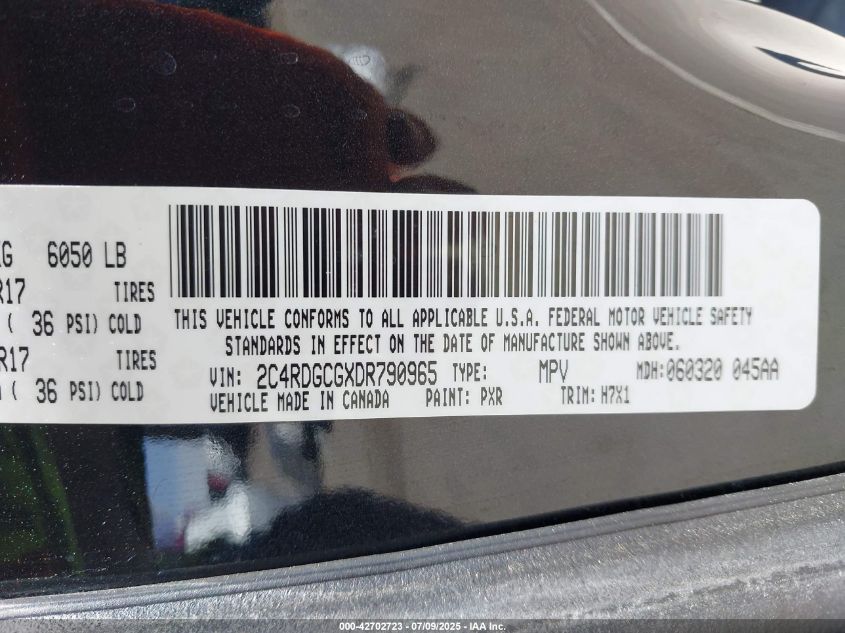 KG 6050 LB
R17 TIRES
( 36 PSI) COLD
R17 TIRES
( 36 PSI) COLD
THIS VEHICLE CONFORMS TO ALL APPLICABLE U.S.A. FEDERAL MOTOR VEHICLE SAFETY
STANDARDS IN EFFECT ON THE DATE OF MANUFACTURE SHOWN ABOVE.
VIN: 2C4RDGCGXDR790965 TYPE: MPV MDH:060320 045AA
VEHICLE MADE IN CANADA PAINT: PXR TRIM: H7X1
000-42702723 | 07/09/2025 - IAA Inc.